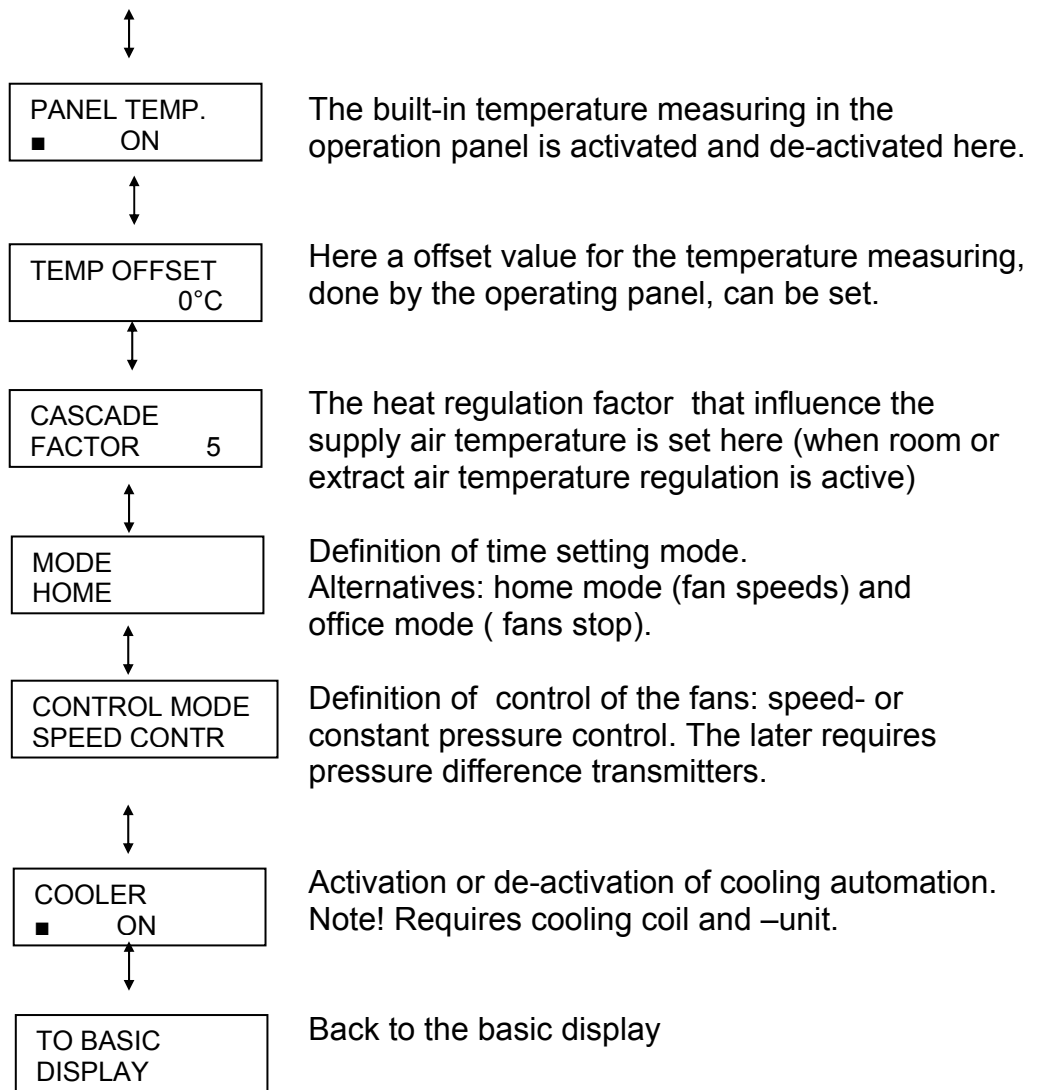 PANEL TEMP.
■ ON
The built-in temperature measuring in the
operation panel is activated and de-activated here.
TEMP OFFSET
0°C
Here a offset value for the temperature measuring,
done by the operating panel, can be set.
CASCADE
FACTOR 5
The heat regulation factor that influence the
supply air temperature is set here (when room or
extract air temperature regulation is active)
MODE
HOME
Definition of time setting mode.
Alternatives: home mode (fan speeds) and
office mode ( fans stop).
CONTROL MODE
SPEED CONTR
Definition of control of the fans: speed- or
constant pressure control. The later requires
pressure difference transmitters.
COOLER
■ ON
Activation or de-activation of cooling automation.
Note! Requires cooling coil and –unit.
TO BASIC
DISPLAY
Back to the basic display